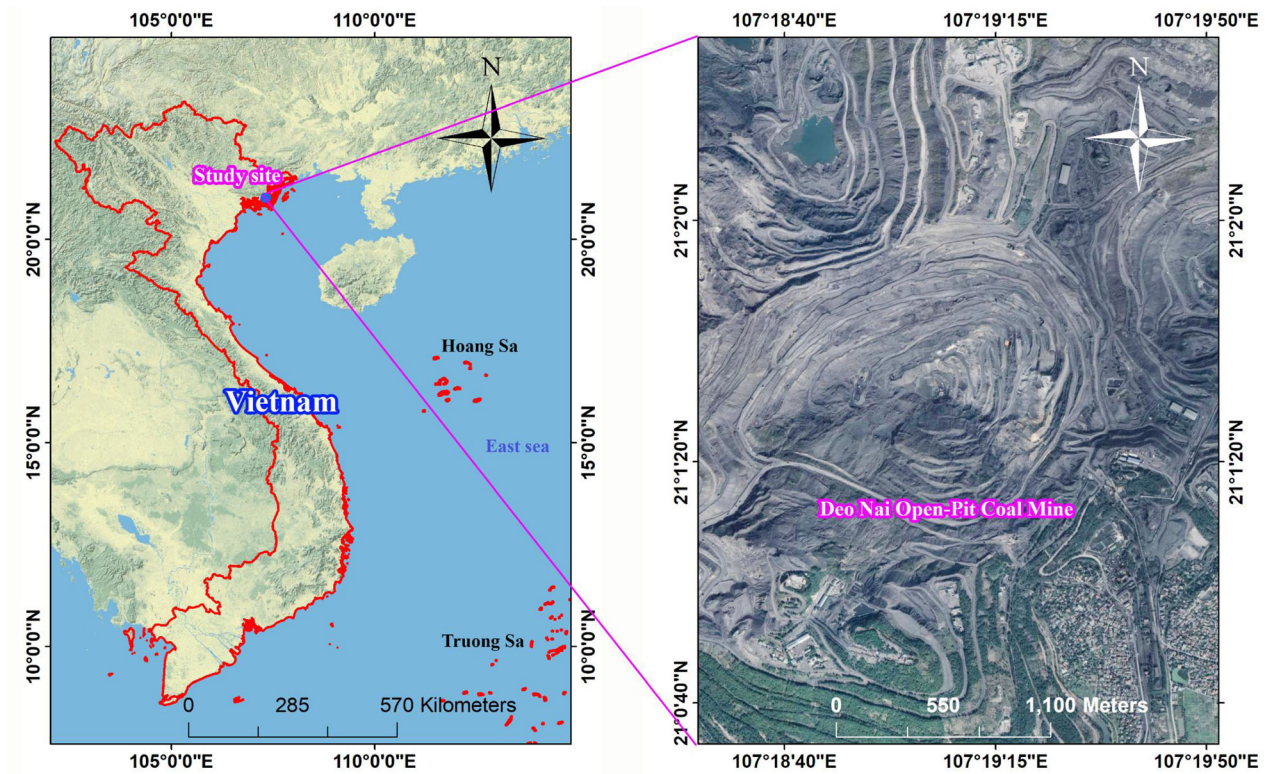 105°0'0"E
110°0'0"E
N
Study site
20°0'0"N
20°0'0"N
Hoang Sa
Vietnam
East sea
15°0'0"N
15°0'0"N
Truong Sa
10°0'0"N
10°0'0"N
0 285 570 Kilometers
105°0'0"E
110°0'0"E
107°18'40"E
107°19'15"E
107°19'50"E
N
21°2'0"N
21°2'0"N
21°1'20"N
21°1'20"N
Deo Nai Open-Pit Coal Mine
21°0'40"N
21°0'40"N
0 550 1,100 Meters
107°18'40"E
107°19'15"E
107°19'50"E